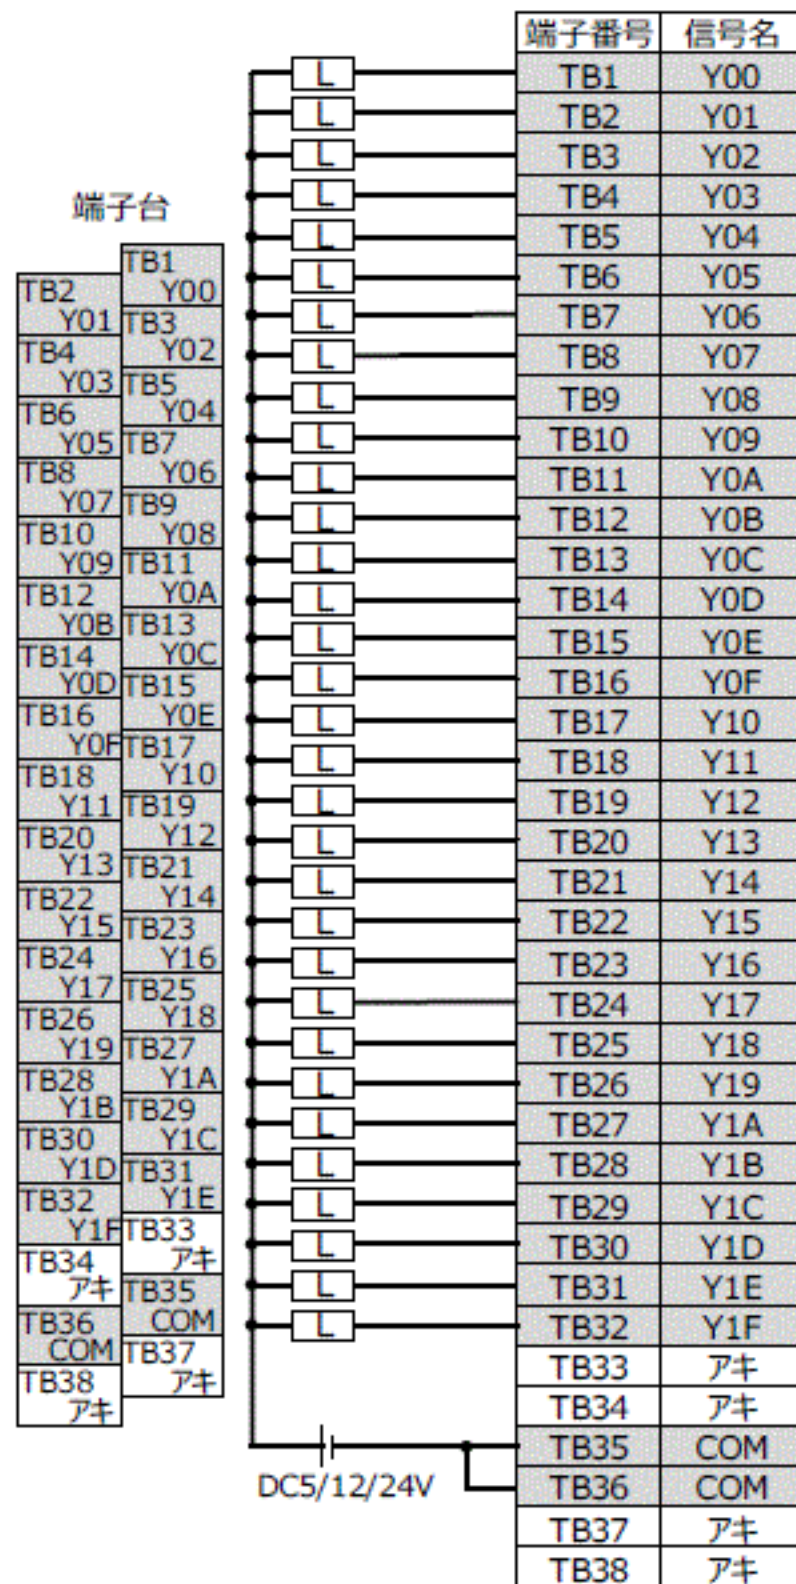 端子番号 信号名
L TB1 Y00
L TB2 Y01
L TB3 Y02
L TB4 Y03
L TB5 Y04
L TB6 Y05
L TB7 Y06
L TB8 Y07
L TB9 Y08
L TB10 Y09
L TB11 Y0A
L TB12 Y0B
L TB13 Y0C
L TB14 Y0D
L TB15 Y0E
L TB16 Y0F
L TB17 Y10
L TB18 Y11
L TB19 Y12
L TB20 Y13
L TB21 Y14
L TB22 Y15
L TB23 Y16
L TB24 Y17
L TB25 Y18
L TB26 Y19
L TB27 Y1A
L TB28 Y1B
L TB29 Y1C
L TB30 Y1D
L TB31 Y1E
L TB32 Y1F
TB33 アキ
TB34 アキ
TB35 COM
TB36 COM
TB37 アキ
TB38 アキ
DC5/12/24V
端子台
TB1
Y00
TB2
Y01
TB3
Y02
TB4
Y03
TB5
Y04
TB6
Y05
TB7
Y06
TB8
Y07
TB9
Y08
TB10
Y09
TB11
Y0A
TB12
Y0B
TB13
Y0C
TB14
Y0D
TB15
Y0E
TB16
Y0F
TB17
Y10
TB18
Y11
TB19
Y12
TB20
Y13
TB21
Y14
TB22
Y15
TB23
Y16
TB24
Y17
TB25
Y18
TB26
Y19
TB27
Y1A
TB28
Y1B
TB29
Y1C
TB30
Y1D
TB31
Y1E
TB32
Y1F
TB33
アキ
TB34
アキ
TB35
COM
TB36
COM
TB37
アキ
TB38
アキ